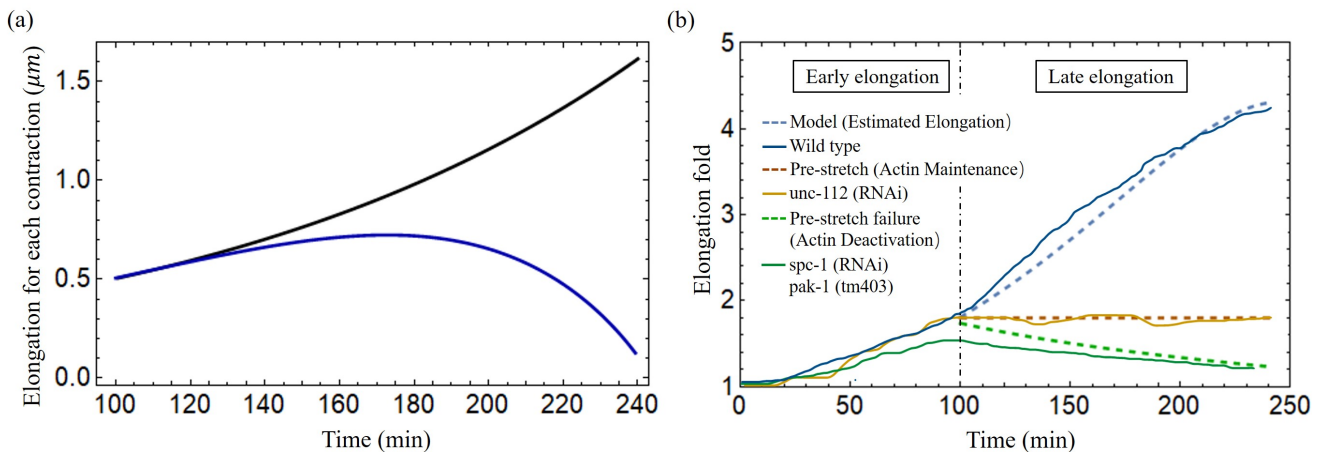 (a)
Elongation for each contraction (μm)
1.5
1.0
0.5
0.0
100 120 140 160 180 200 220 240
Time (min)
(b)
Elongation fold
5
4
3
2
1
Early elongation
Late elongation
Model (Estimated Elongation)
Wild type
Pre-stretch (Actin Maintenance)
unc-112 (RNAi)
Pre-stretch failure
(Actin Deactivation)
spc-1 (RNAi)
pak-1 (tm403)
0 50 100 150 200 250
Time (min)